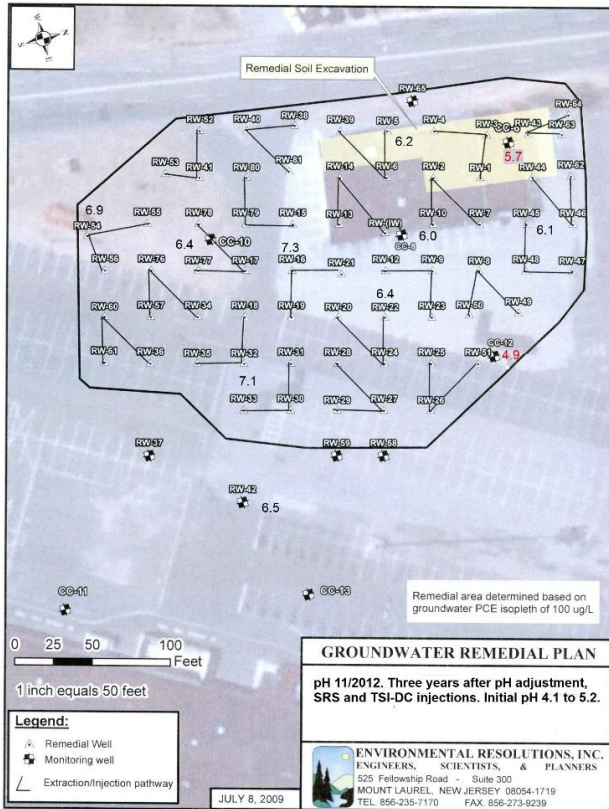 N
E
S
W
Remedial Soil Excavation
RW-65
RW-64
RW-52
RW-40
RW-38
RW-39
RW-5
RW-4
RW-3
CC-5
RW-43
RW-63
6.2
5.7
RW-53
RW-41
RW-80
RW-81
RW-14
RW-6
RW-2
RW-1
RW-44
RW-62
6.9
RW-54
RW-55
RW-78
6.4
CC-10
RW-79
RW-15
7.3
RW-13
RW-(IW)
CC-8
6.0
RW-10
RW-7
RW-45
6.1
RW-46
RW-56
RW-76
RW-77
RW-17
RW-16
RW-21
RW-12
RW-9
RW-8
RW-48
RW-47
6.4
RW-60
RW-57
RW-34
RW-18
RW-19
RW-20
RW-22
RW-23
RW-50
RW-49
CC-12
4.9
RW-61
RW-36
RW-35
RW-32
RW-31
RW-28
RW-24
RW-25
RW-51
7.1
RW-33
RW-30
RW-29
RW-27
RW-26
RW-37
RW-59
RW-58
RW-42
6.5
CC-11
CC-13
Remedial area determined based on
groundwater PCE isopleth of 100 ug/L
0 25 50 100
Feet
1 inch equals 50 feet
Legend:
Remedial Well
Monitoring well
Extraction/Injection pathway
JULY 8, 2009
GROUNDWATER REMEDIAL PLAN
pH 11/2012. Three years after pH adjustment,
SRS and TSI-DC injections. Initial pH 4.1 to 5.2.
ENVIRONMENTAL RESOLUTIONS, INC.
ENGINEERS, SCIENTISTS, & PLANNERS
525 Fellowship Road - Suite 300
MOUNT LAUREL, NEW JERSEY 08054-1719
TEL. 856-235-7170 FAX. 856-273-9239